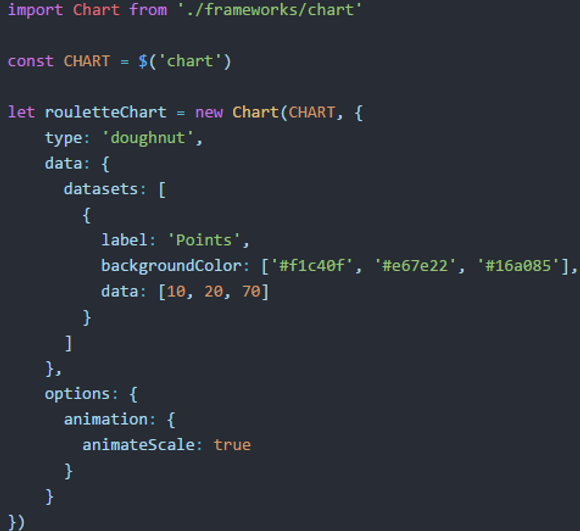 import Chart from './frameworks/chart'
const CHART = $('chart')
let rouletteChart = new Chart(CHART, {
type: 'doughnut',
data: {
datasets: [
{
label: 'Points',
backgroundColor: ['#f1c40f', '#e67e22', '#16a085'],
data: [10, 20, 70]
}
]
},
options: {
animation: {
animateScale: true
}
}
})